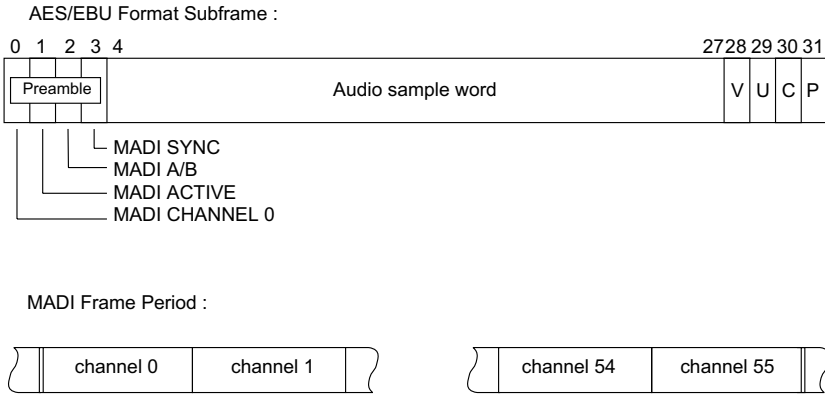 AES/EBU Format Subframe :
0 1 2 3 4 27 28 29 30 31
Preamble Audio sample word V U C P
MADI SYNC
MADI A/B
MADI ACTIVE
MADI CHANNEL 0
MADI Frame Period :
channel 0 channel 1 channel 54 channel 55